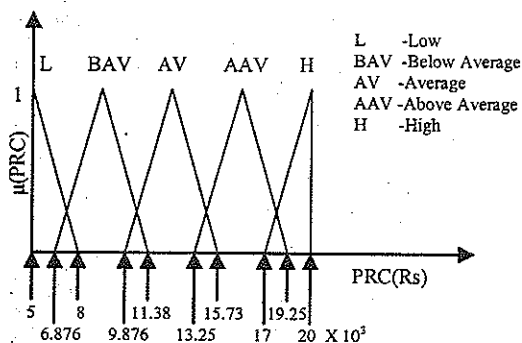 L BAV AV AAV H
L -Low
BAV -Below Average
AV -Average
AAV -Above Average
H -High
1
μ(PRC)
PRC(Rs)
5 8 11.38 15.73 19.25
6.876 9.876 13.25 17 20 X 10³